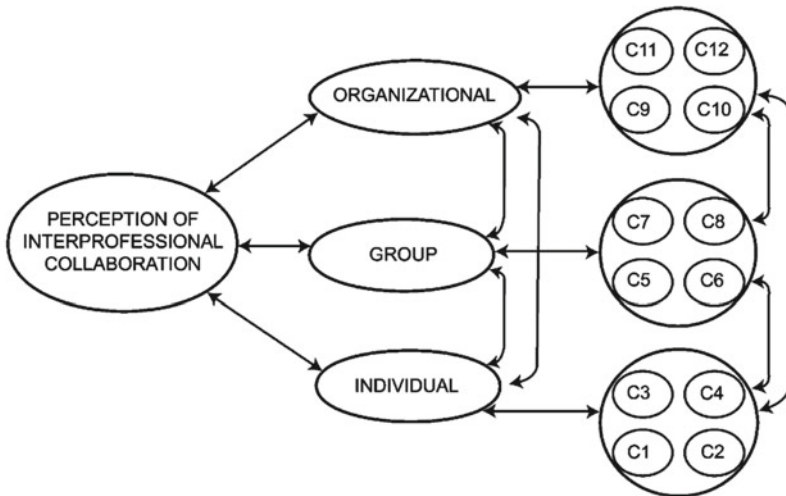 C11 C12
ORGANIZATIONAL
C9 C10
PERCEPTION OF
INTERPROFESSIONAL
COLLABORATION
C7 C8
GROUP
C5 C6
INDIVIDUAL
C3 C4
C1 C2